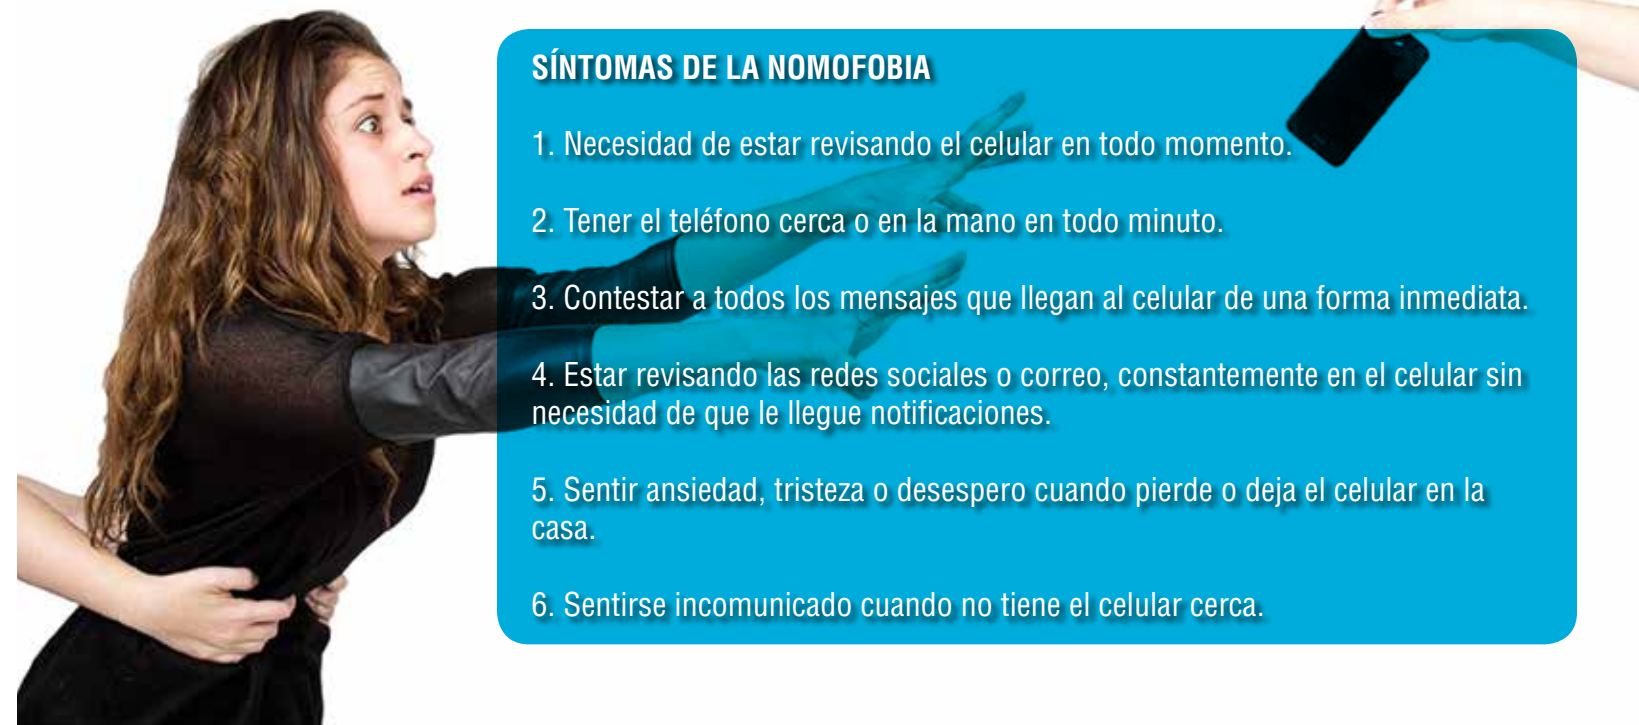 SÍNTOMAS DE LA NOMOFOBIA
1. Necesidad de estar revisando el celular en todo momento.
2. Tener el teléfono cerca o en la mano en todo minuto.
3. Contestar a todos los mensajes que llegan al celular de una forma inmediata.
4. Estar revisando las redes sociales o correo, constantemente en el celular sin
necesidad de que le llegue notificaciones.
5. Sentir ansiedad, tristeza o desespero cuando pierde o deja el celular en la
casa.
6. Sentirse incomunicado cuando no tiene el celular cerca.